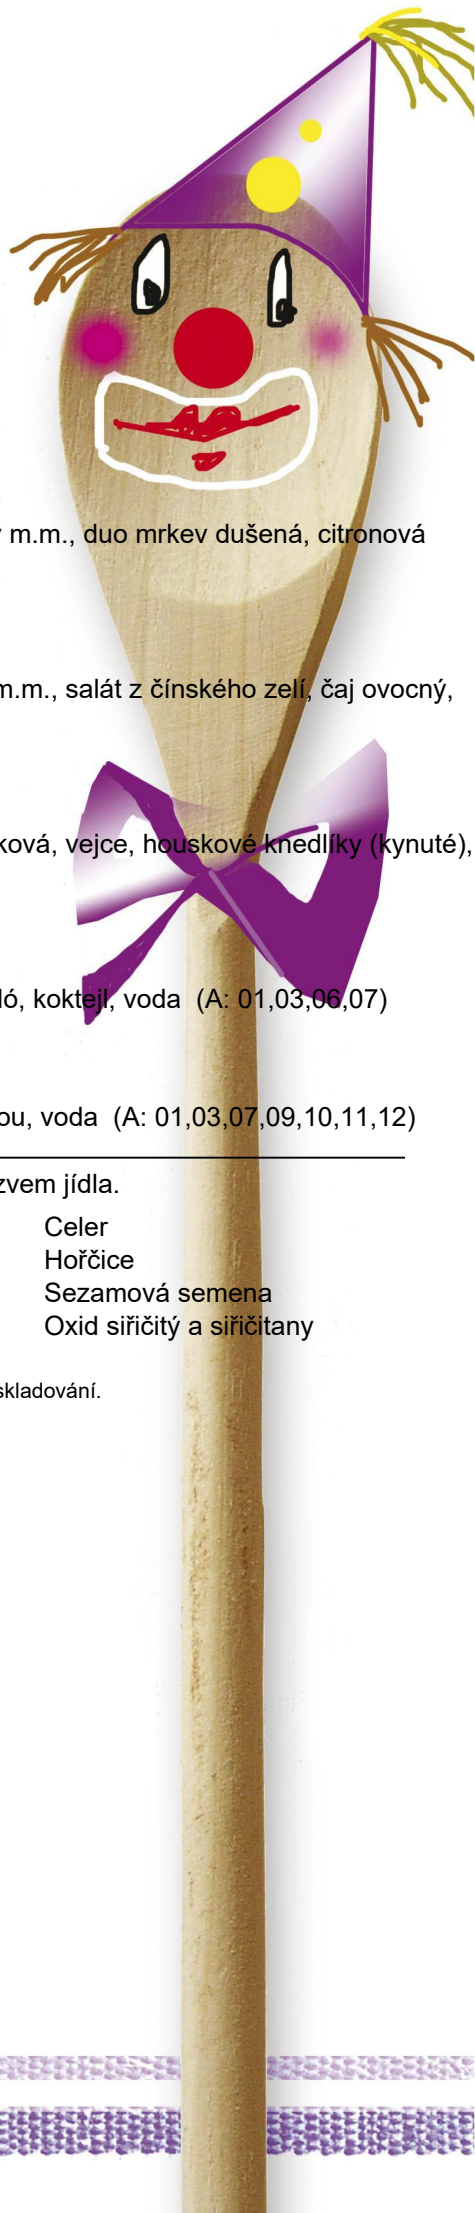 m.m., duo mrkev dušená, citronová
m.m., salát z čínského zelí, čaj ovocný,
ková, vejce, houskové knedlíky (kynuté),
ló, koktejl, voda (A: 01,03,06,07)
ou, voda (A: 01,03,07,09,10,11,12)
zvem jídla.
Celer
Hořčice
Sezamová semena
Oxid siřičitý a siřičitany
skladování.